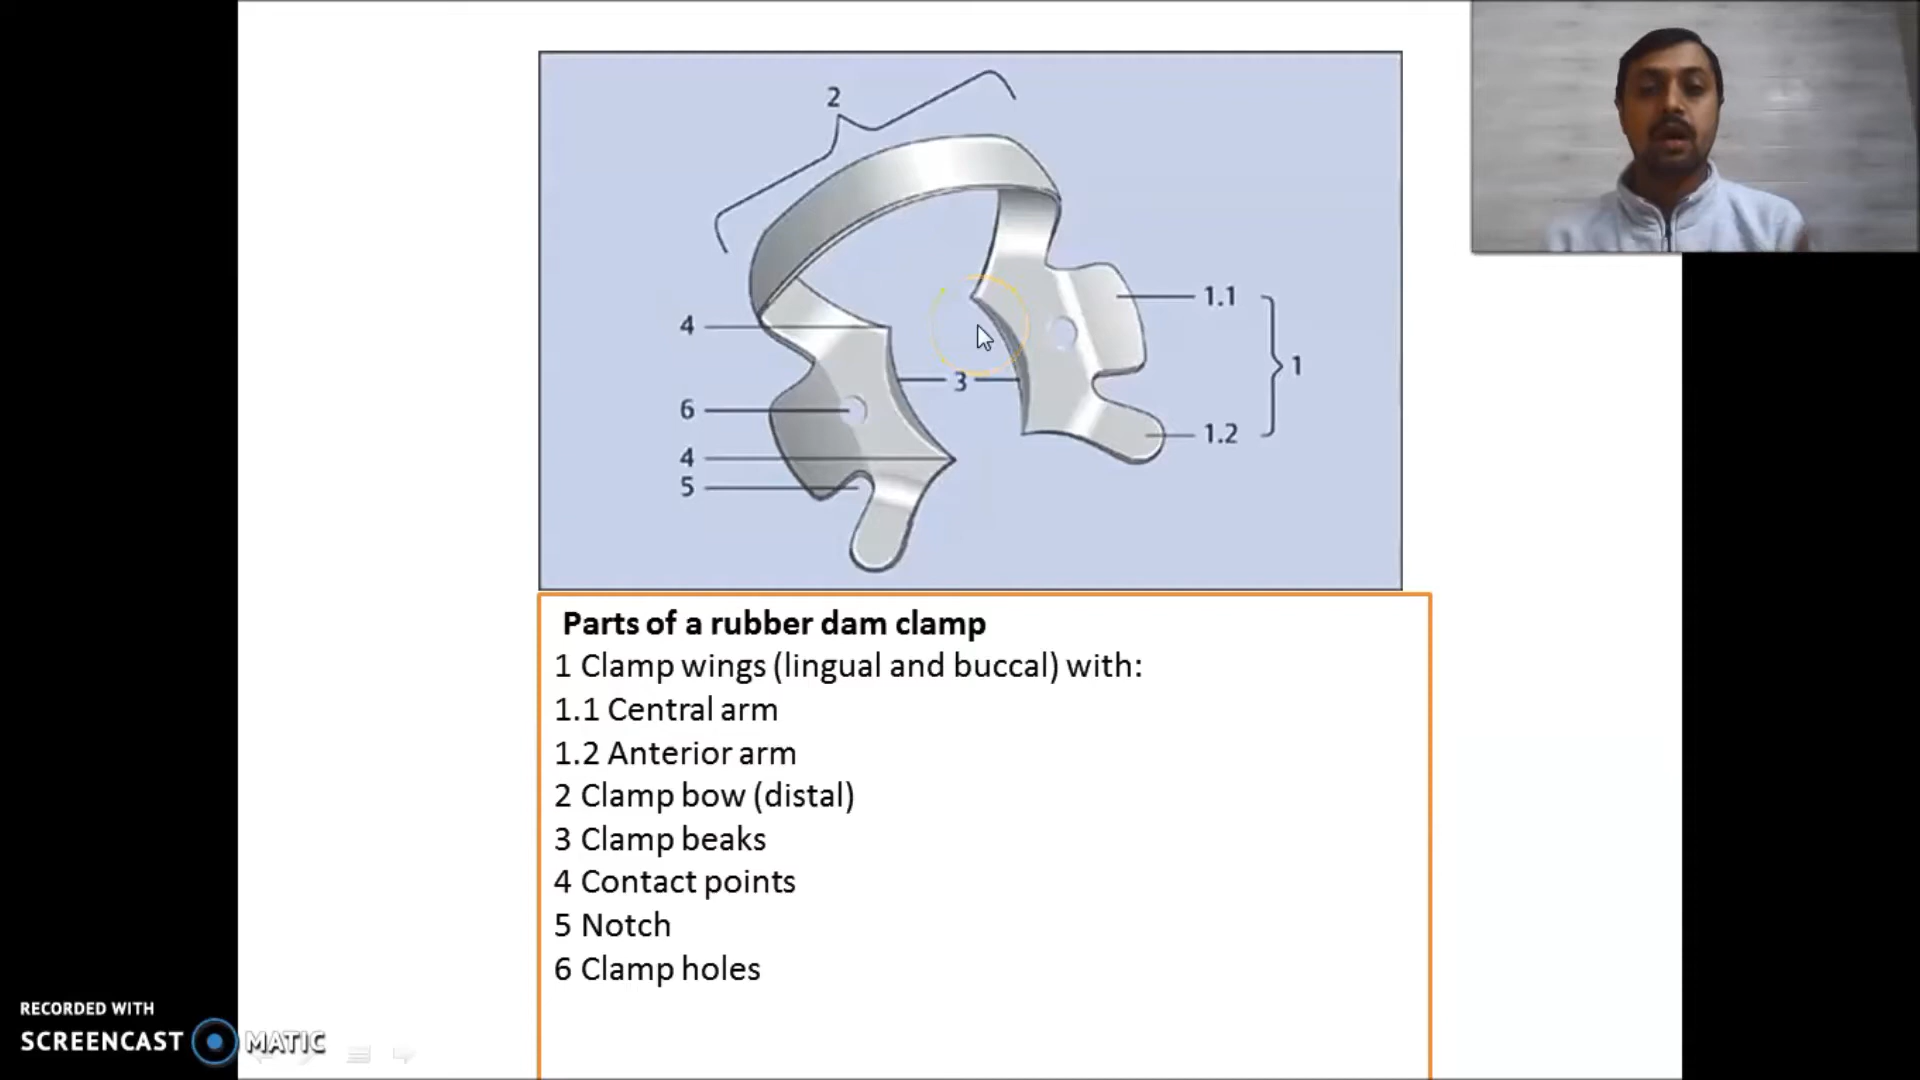 2
1.1
4
1
3
6
1.2
4
5
Parts of a rubber dam clamp
1 Clamp wings (lingual and buccal) with:
1.1 Central arm
1.2 Anterior arm
2 Clamp bow (distal)
3 Clamp beaks
4 Contact points
5 Notch
6 Clamp holes
RECORDED WITH
SCREENCAST MATIC